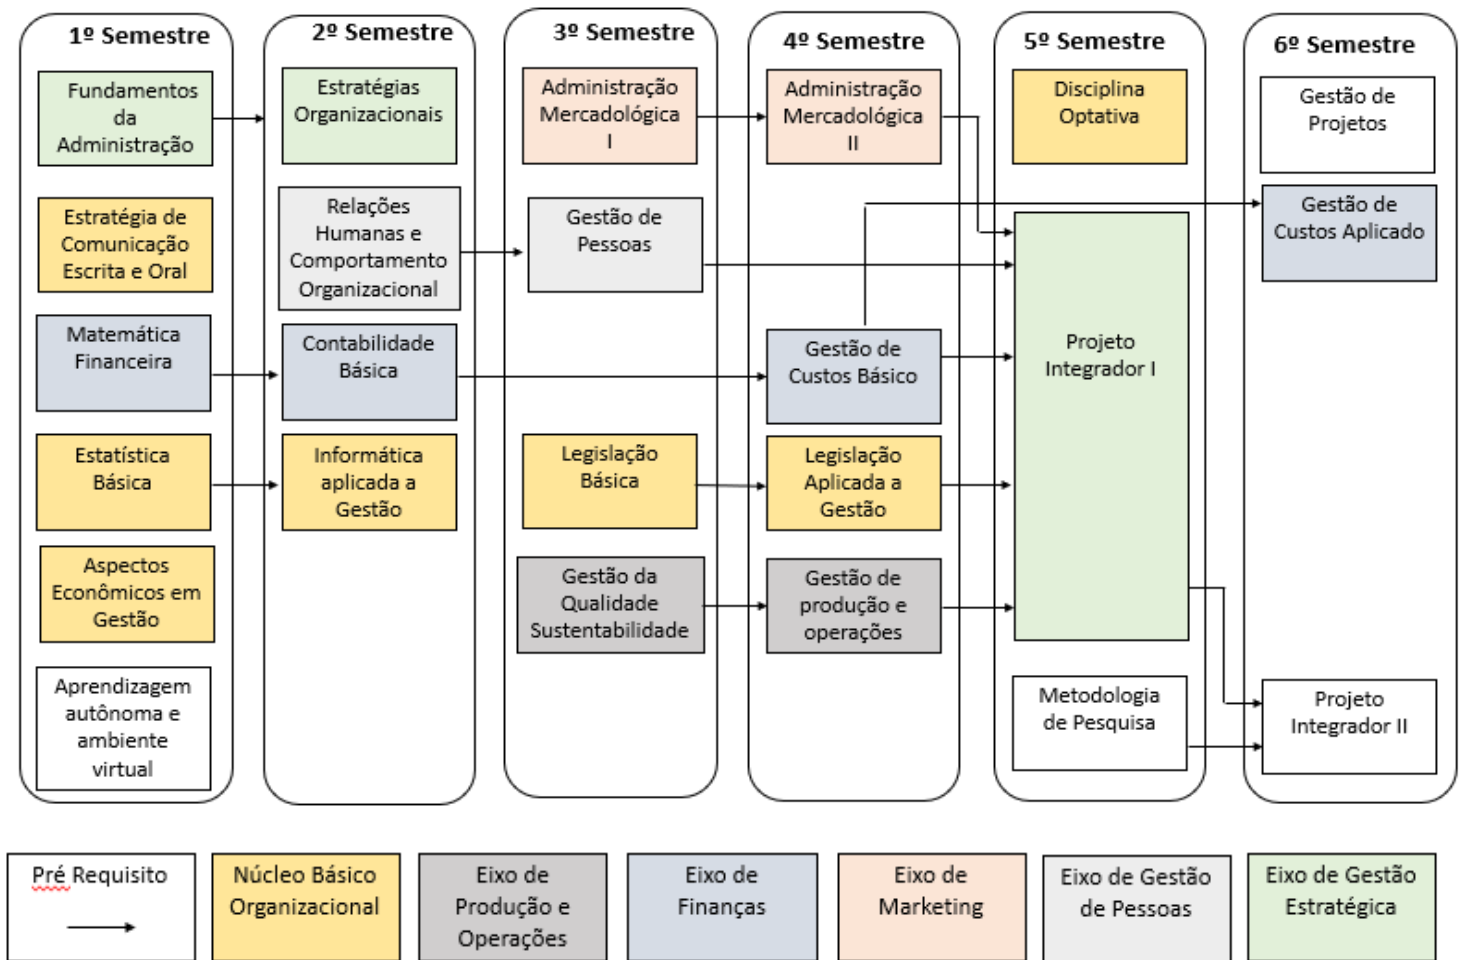 1º Semestre
Fundamentos
da
Administração
Estratégia de
Comunicação
Escrita e Oral
Matemática
Financeira
Estatística
Básica
Aspectos
Econômicos em
Gestão
Aprendizagem
autônoma e
ambiente
virtual
2º Semestre
Estratégias
Organizacionais
Relações
Humanas e
Comportamento
Organizacional
Contabilidade
Básica
Informática
aplicada a
Gestão
3º Semestre
Administração
Mercadológica
I
Gestão de
Pessoas
Legislação
Básica
Gestão da
Qualidade
Sustentabilidade
4º Semestre
Administração
Mercadológica
II
Gestão de
Custos Básico
Legislação
Aplicada a
Gestão
Gestão de
produção e
operações
5º Semestre
Disciplina
Optativa
Projeto
Integrador I
Metodologia
de Pesquisa
6º Semestre
Gestão de
Projetos
Gestão de
Custos Aplicado
Projeto
Integrador II
Pré Requisito
Núcleo Básico
Organizacional
Eixo de
Produção e
Operações
Eixo de
Finanças
Eixo de
Marketing
Eixo de Gestão
de Pessoas
Eixo de Gestão
Estratégica